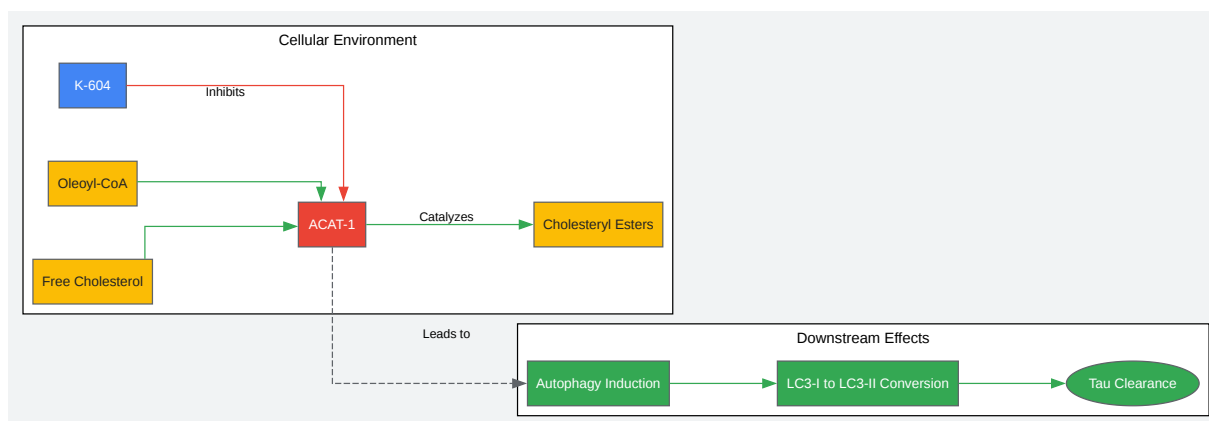 Cellular Environment
K-604
Inhibits
Oleoyl-CoA
ACAT-1
Catalyzes
Cholesteryl Esters
Free Cholesterol
Leads to
Downstream Effects
Autophagy Induction
LC3-I to LC3-II Conversion
Tau Clearance